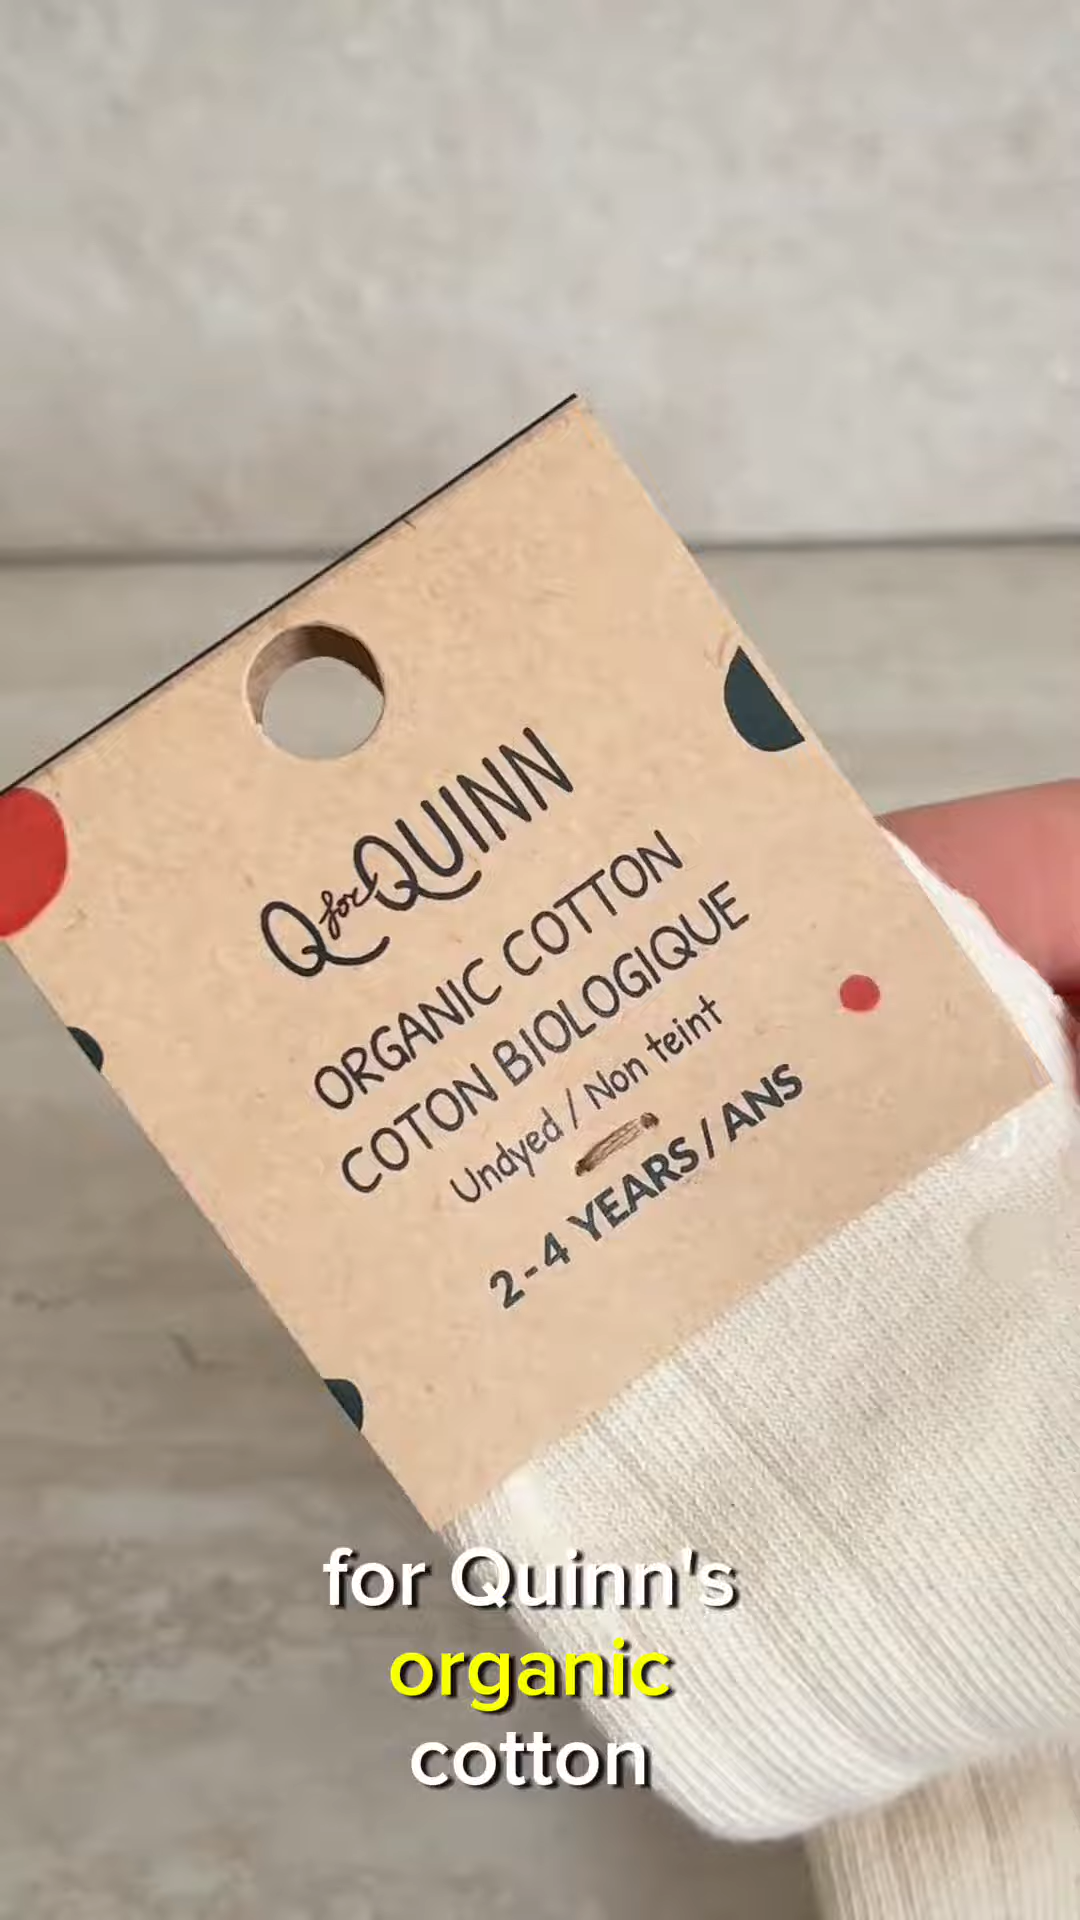 Q for QUINN
ORGANIC COTTON
COTON BIOLOGIQUE
Undyed / Non teint
2-4 YEARS / ANS
for Quinn's
organic
cotton